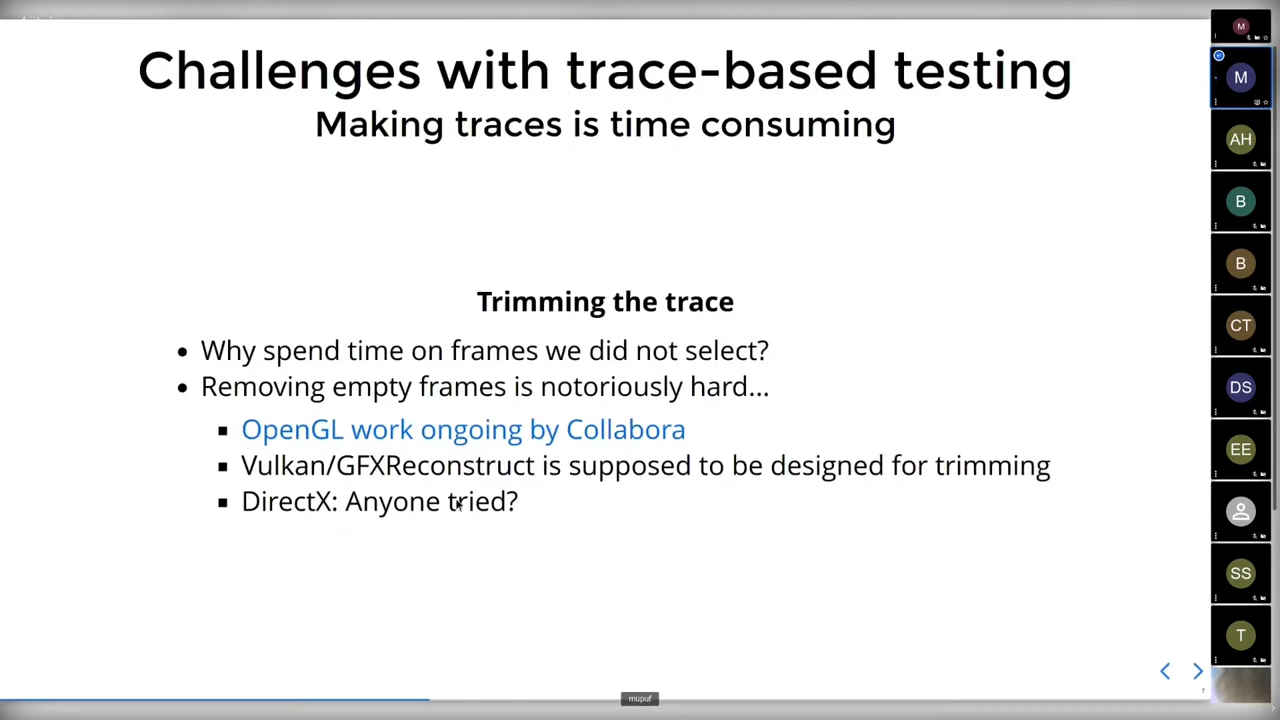 Challenges with trace-based testing
Making traces is time consuming
Trimming the trace
• Why spend time on frames we did not select?
• Removing empty frames is notoriously hard...
▪ OpenGL work ongoing by Collabora
▪ Vulkan/GFXReconstruct is supposed to be designed for trimming
▪ DirectX: Anyone tried?
7
mupuf
M
M
AH
B
B
CT
DS
EE
SS
T